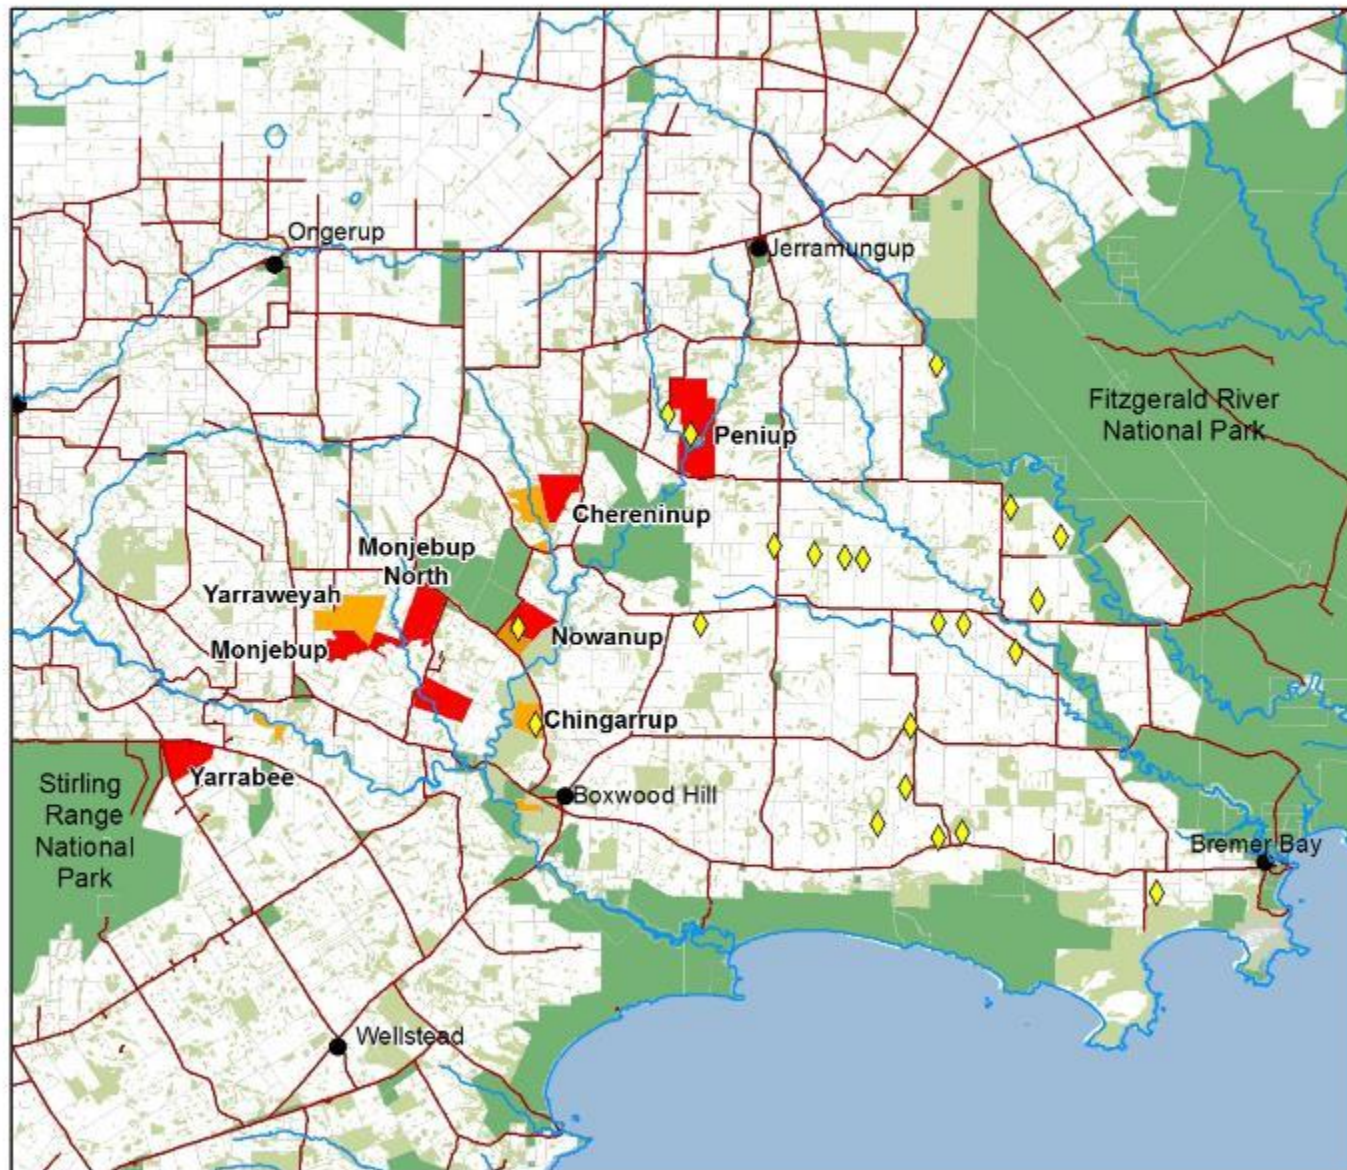 Ongerup
Jerramungup
Fitzgerald River
National Park
Peniup
Chereninup
Monjebup
North
Yarraweyah
Nowanup
Monjebup
Chingarrup
Yarrabee
Stirling
Range
National
Park
Boxwood Hill
Bremer Bay
Wellstead